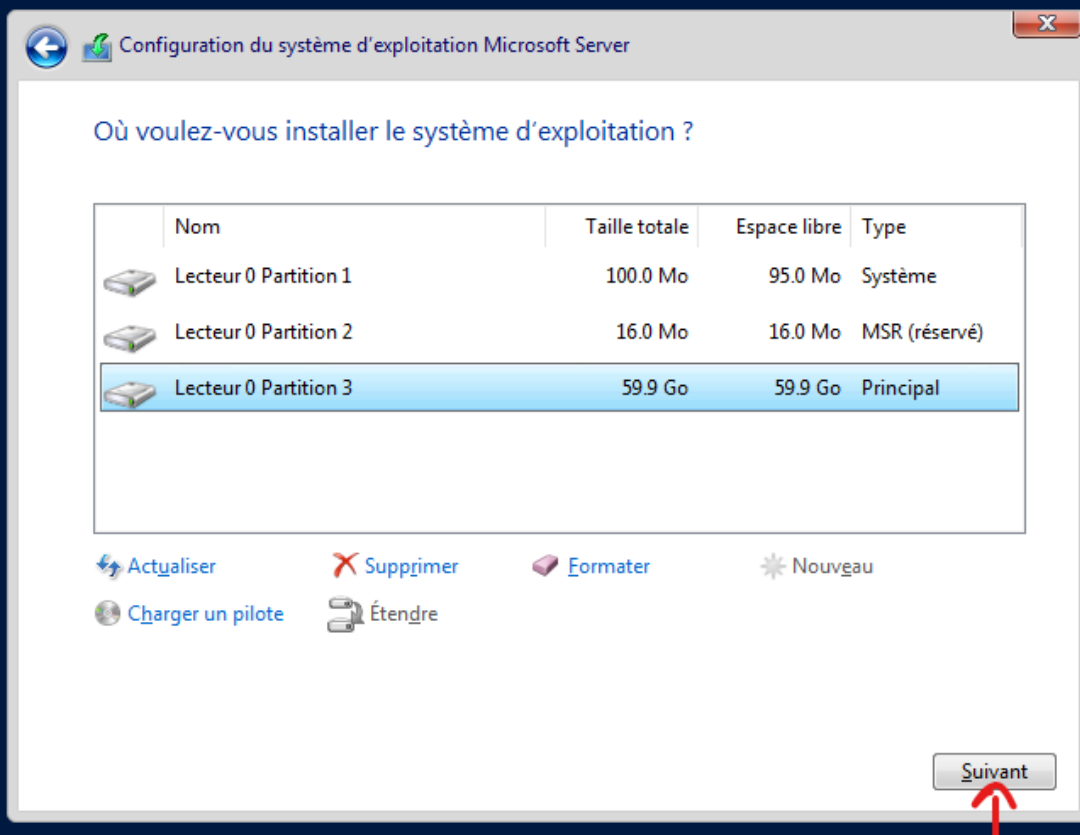 Configuration du système d'exploitation Microsoft Server
Où voulez-vous installer le système d'exploitation ?
Nom Taille totale Espace libre Type
Lecteur 0 Partition 1 100.0 Mo 95.0 Mo Système
Lecteur 0 Partition 2 16.0 Mo 16.0 Mo MSR (réservé)
Lecteur 0 Partition 3 59.9 Go 59.9 Go Principal
Actualiser Supprimer Formater Nouveau
Charger un pilote Étendre
Suivant